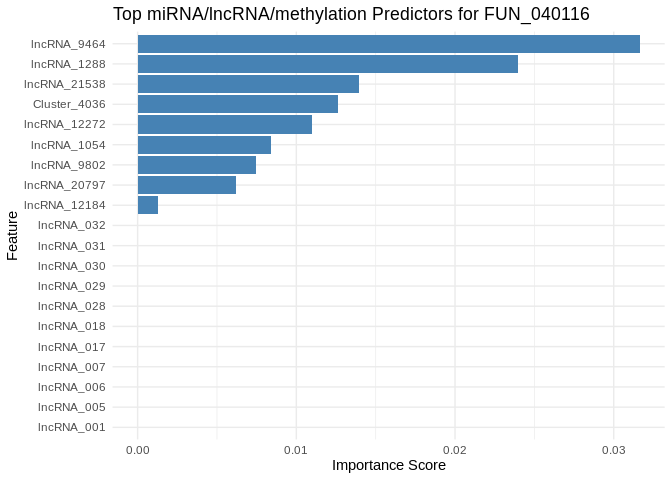 Top miRNA/lncRNA/methylation Predictors for FUN_040116
Feature
lncRNA_9464
lncRNA_1288
lncRNA_21538
Cluster_4036
lncRNA_12272
lncRNA_1054
lncRNA_9802
lncRNA_20797
lncRNA_12184
lncRNA_032
lncRNA_031
lncRNA_030
lncRNA_029
lncRNA_028
lncRNA_018
lncRNA_017
lncRNA_007
lncRNA_006
lncRNA_005
lncRNA_001
0.00 0.01 0.02 0.03
Importance Score